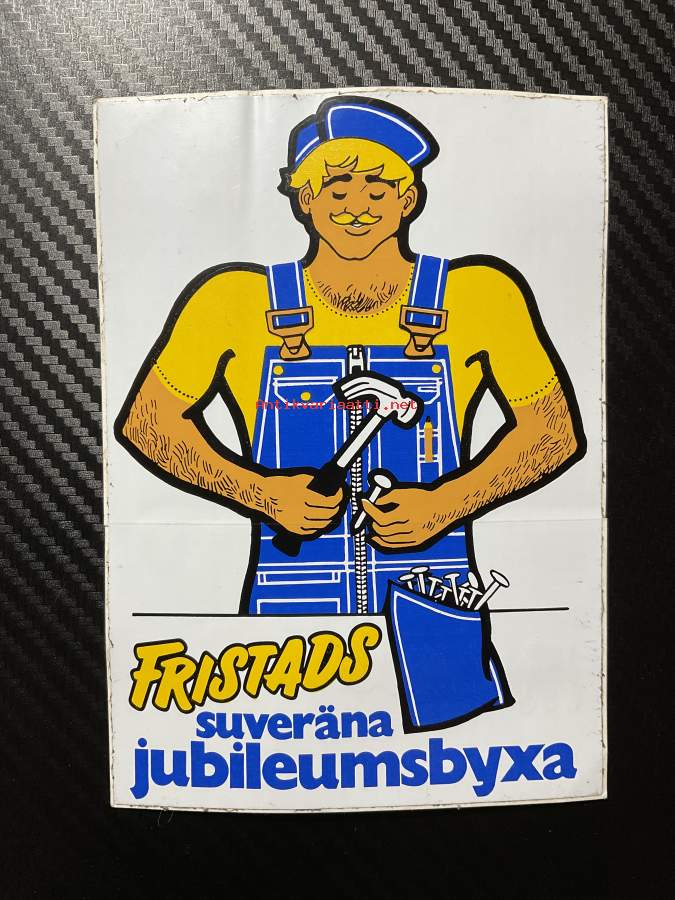 Antikvariaatti.net
FRISTADS
suveräna
jubileumsbyxa